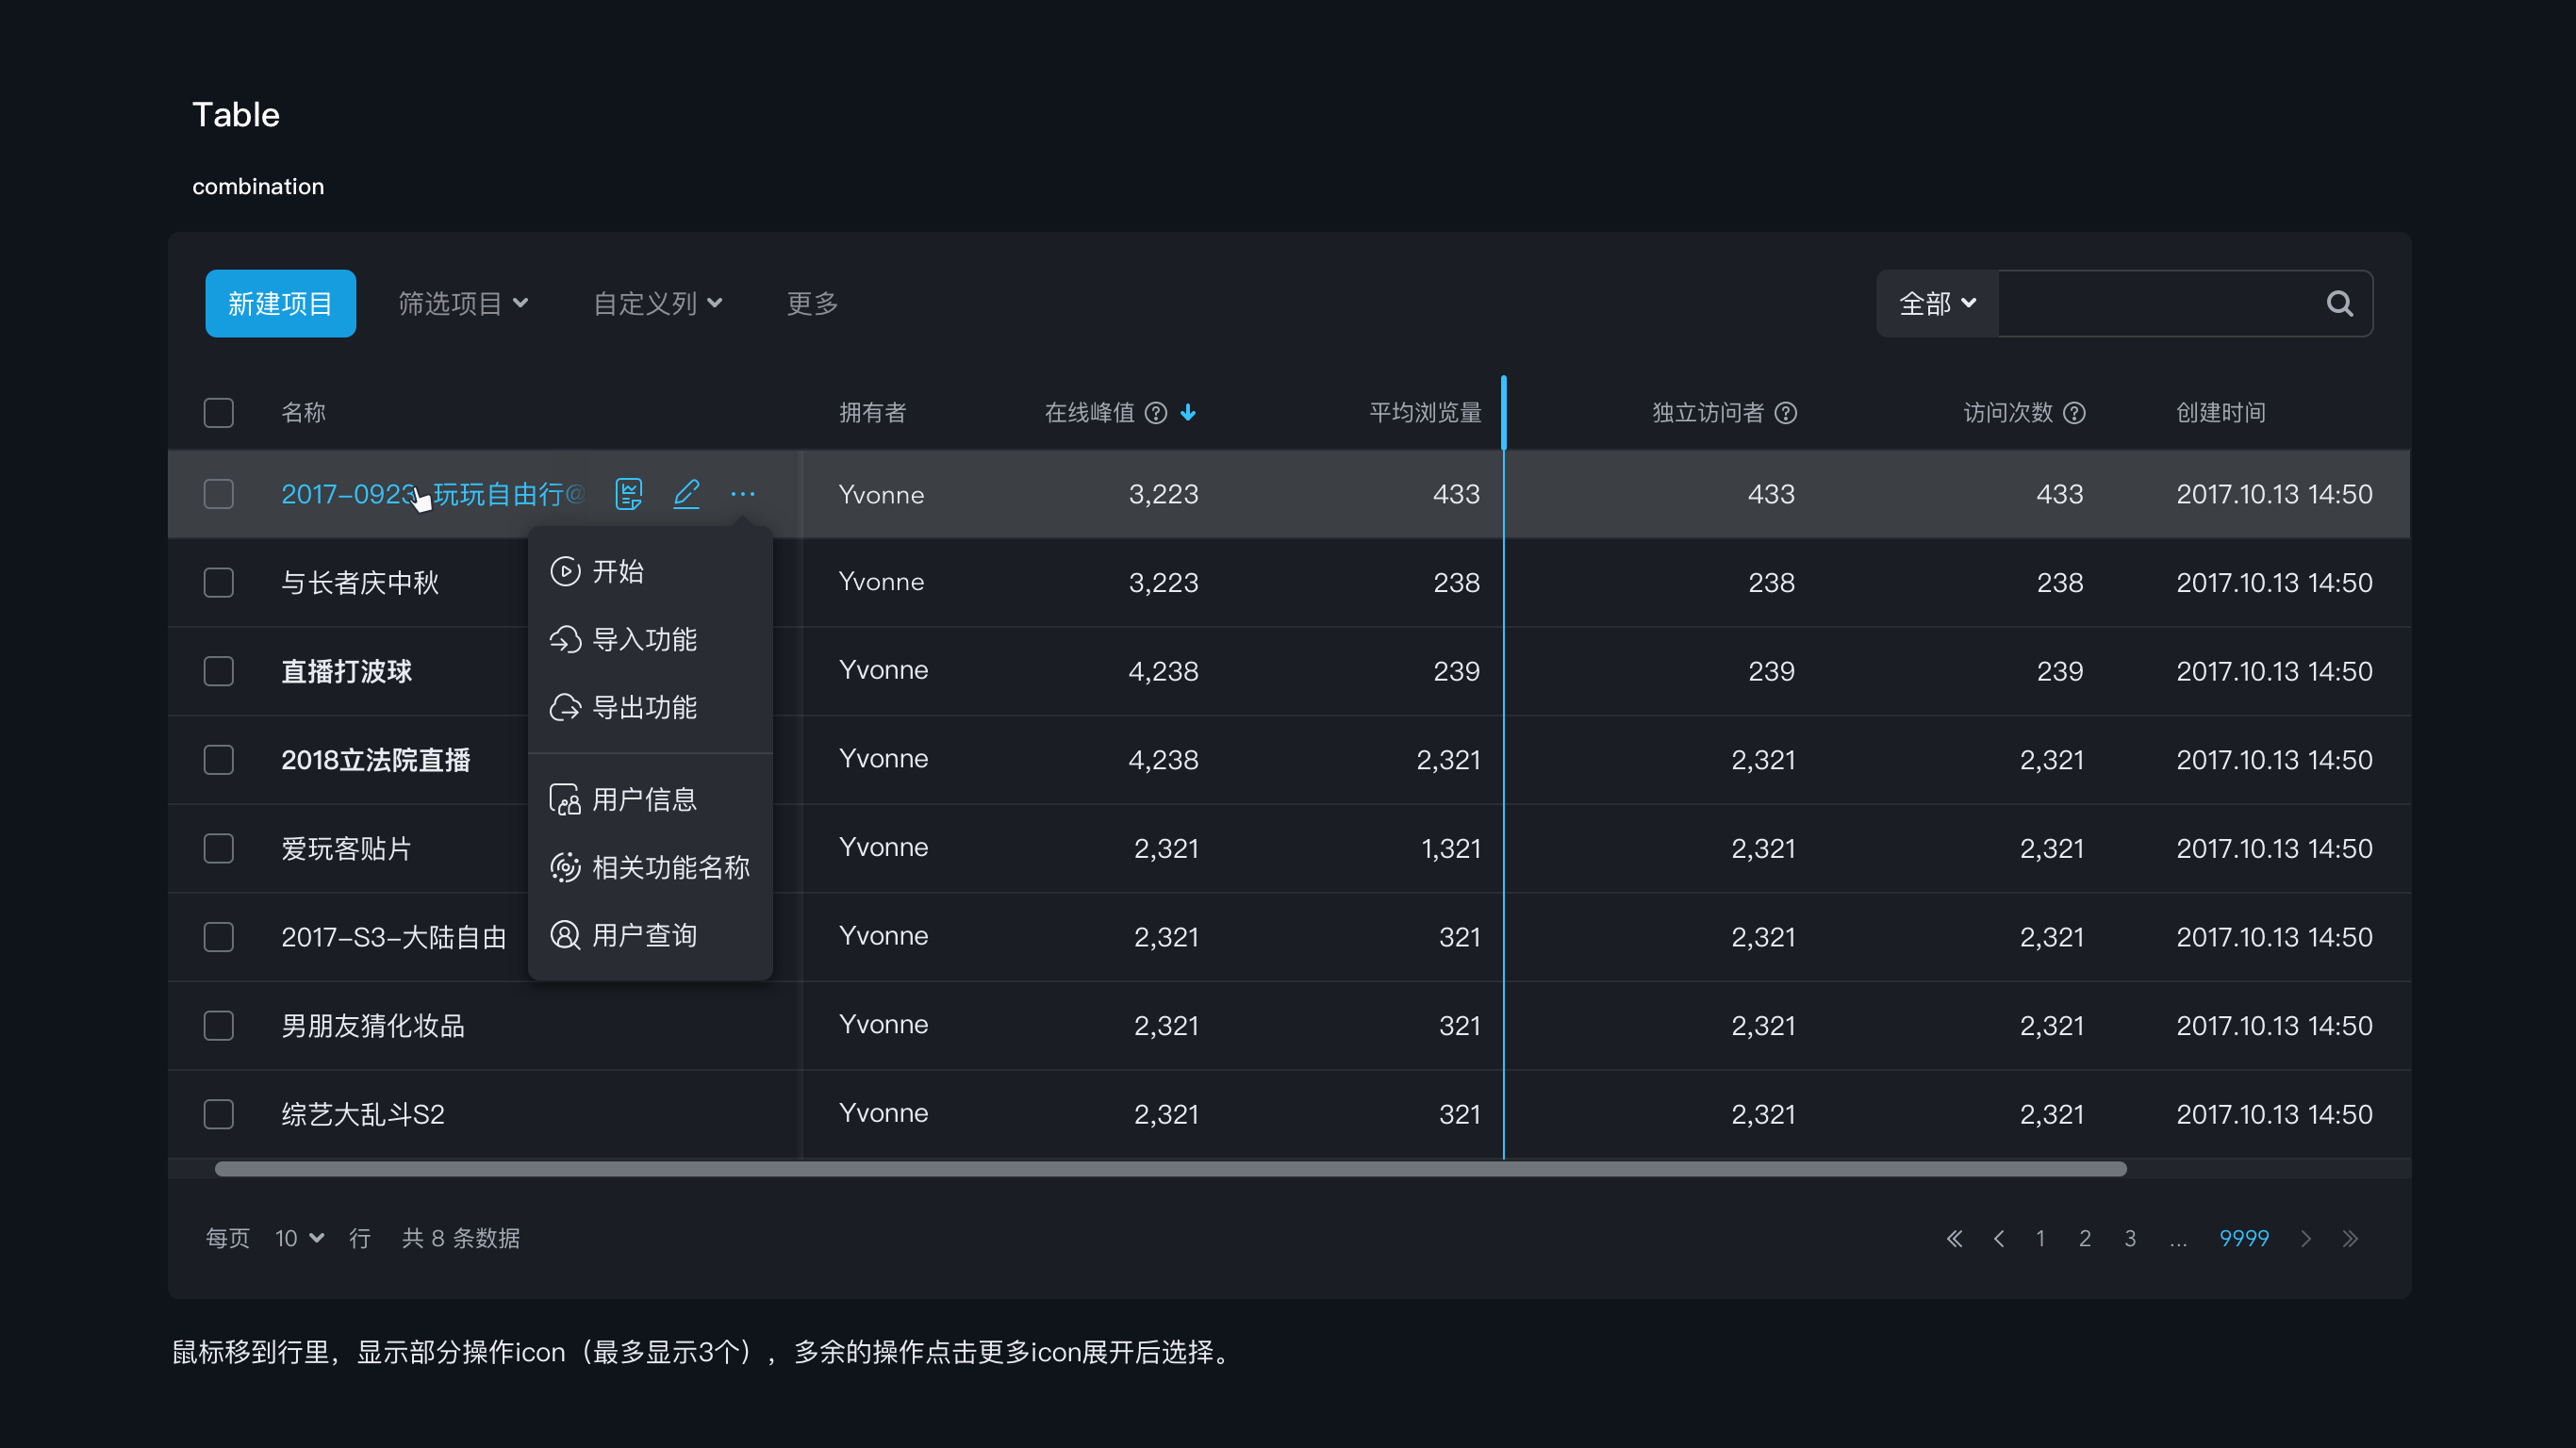 Table
combination
新建项目 筛选项目 自定义列 更多 全部
名称 拥有者 在线峰值 平均浏览量 独立访问者 访问次数 创建时间
2017-0923-玩玩自由行@ Yvonne 3,223 433 433 433 2017.10.13 14:50
与长者庆中秋 Yvonne 3,223 238 238 238 2017.10.13 14:50
直播打波球 Yvonne 4,238 239 239 239 2017.10.13 14:50
2018立法院直播 Yvonne 4,238 2,321 2,321 2,321 2017.10.13 14:50
爱玩客贴片 Yvonne 2,321 1,321 2,321 2,321 2017.10.13 14:50
2017-S3-大陆自由 Yvonne 2,321 321 2,321 2,321 2017.10.13 14:50
男朋友猜化妆品 Yvonne 2,321 321 2,321 2,321 2017.10.13 14:50
综艺大乱斗S2 Yvonne 2,321 321 2,321 2,321 2017.10.13 14:50
开始
导入功能
导出功能
用户信息
相关功能名称
用户查询
每页 10 行 共 8 条数据 1 2 3 ... 9999
鼠标移到行里，显示部分操作icon（最多显示3个），多余的操作点击更多icon展开后选择。